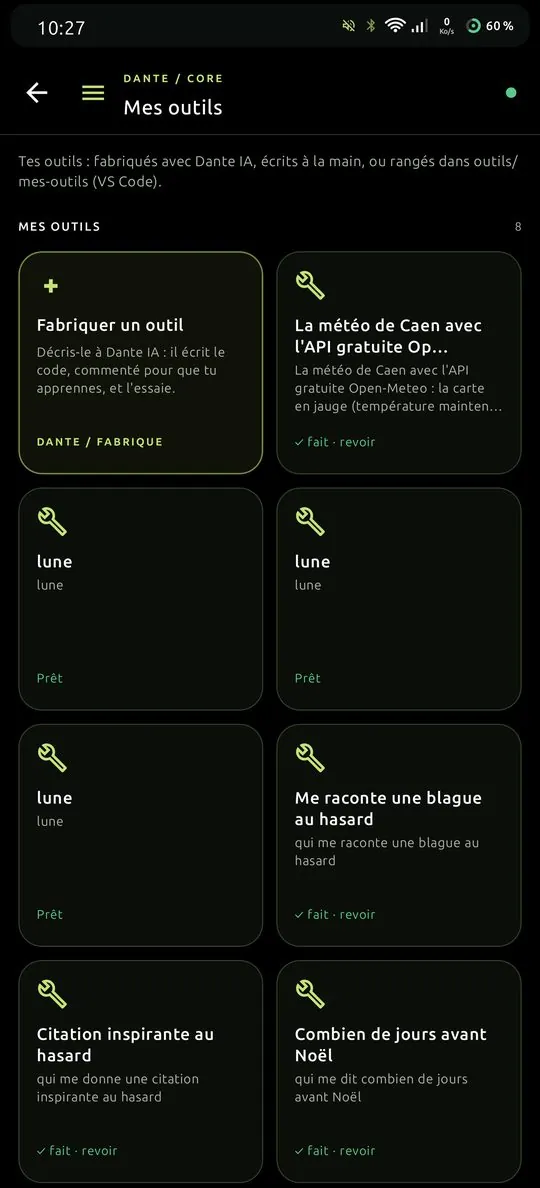 10:27
0
Ko/s
60 %
DANTE / CORE
Mes outils
Tes outils : fabriqués avec Dante IA, écrits à la main, ou rangés dans outils/
mes-outils (VS Code).
MES OUTILS
8
Fabriquer un outil
Décris-le à Dante IA : il écrit le
code, commenté pour que tu
apprennes, et l'essaie.
DANTE / FABRIQUE
La météo de Caen avec
l'API gratuite Op...
La météo de Caen avec l'API
gratuite Open-Meteo : la carte
en jauge (température mainten...
✓ fait · revoir
lune
lune
Prêt
lune
lune
Prêt
lune
lune
Prêt
Me raconte une blague
au hasard
qui me raconte une blague au
hasard
✓ fait · revoir
Citation inspirante au
hasard
qui me donne une citation
inspirante au hasard
✓ fait · revoir
Combien de jours avant
Noël
qui me dit combien de jours
avant Noël
✓ fait · revoir